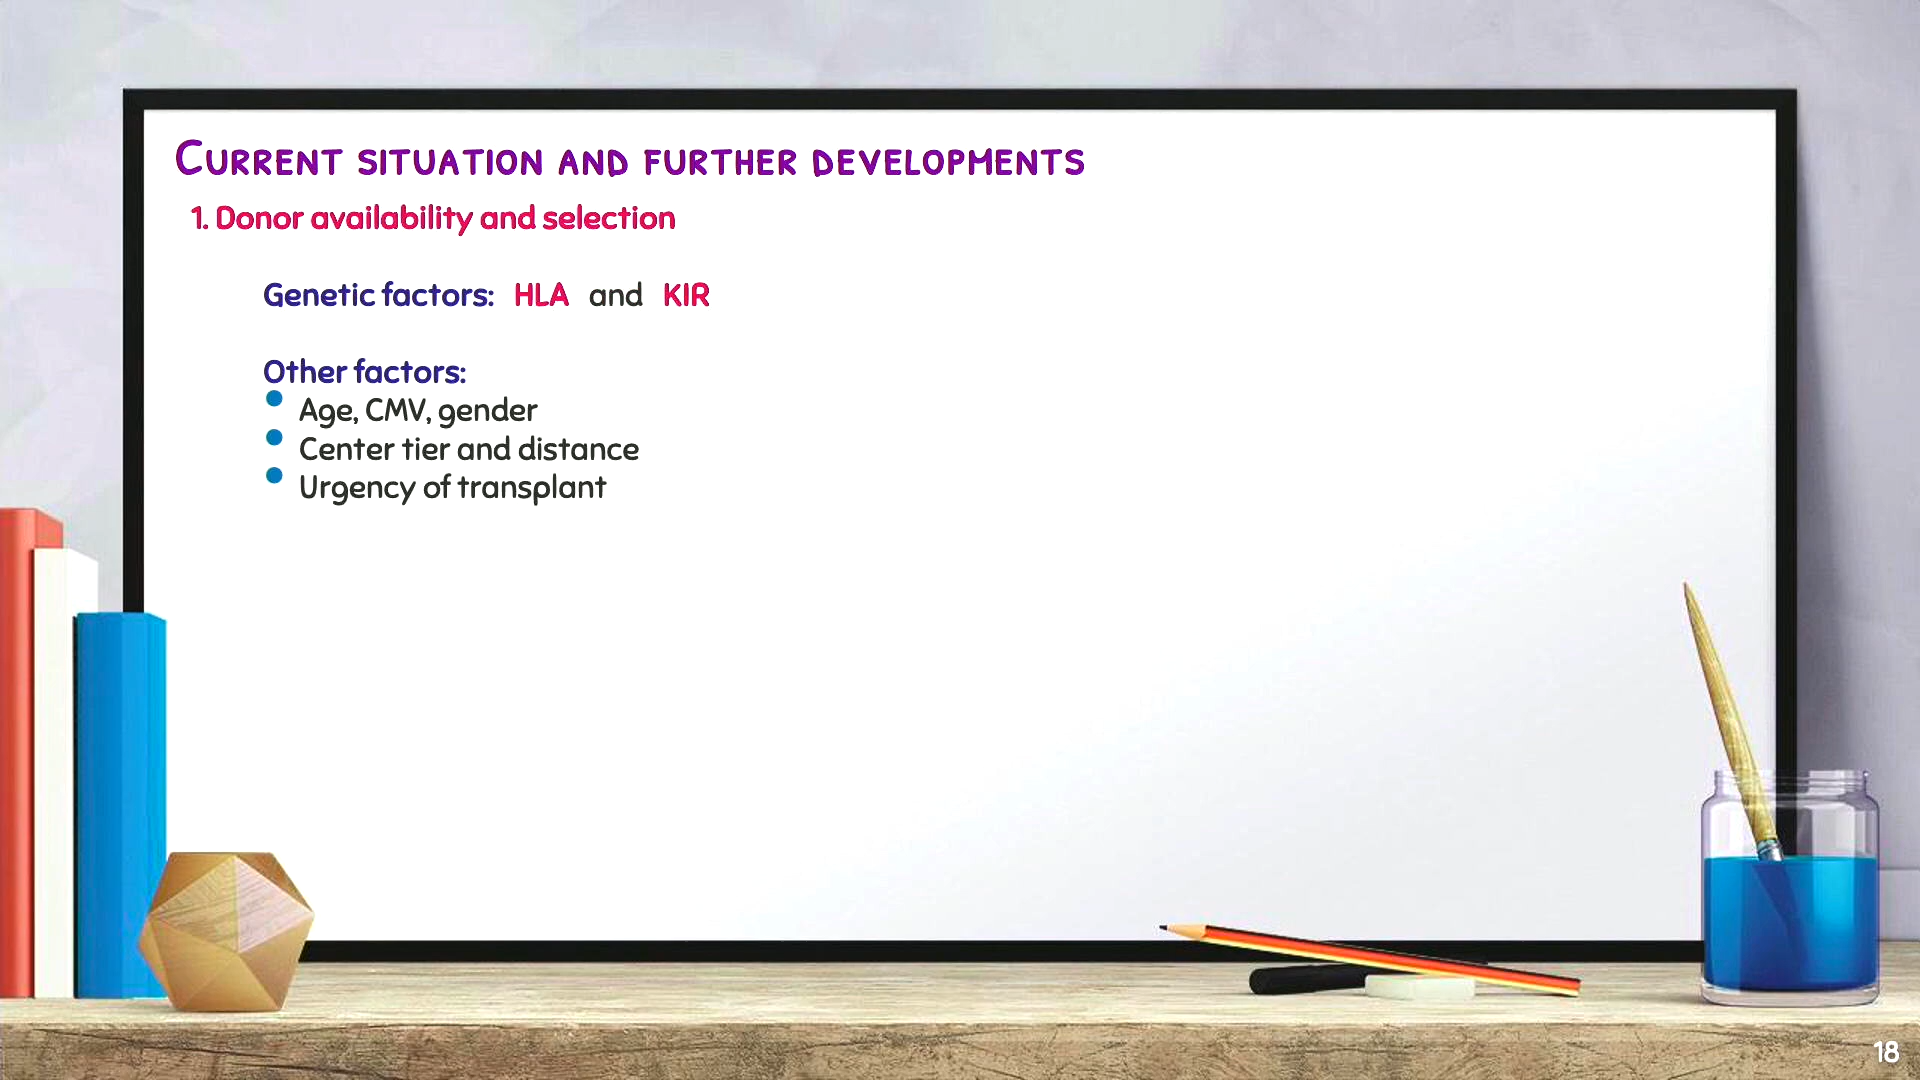 Current situation and further developments
1. Donor availability and selection
Genetic factors: HLA and KIR
Other factors:
● Age, CMV, gender
● Center tier and distance
● Urgency of transplant
18